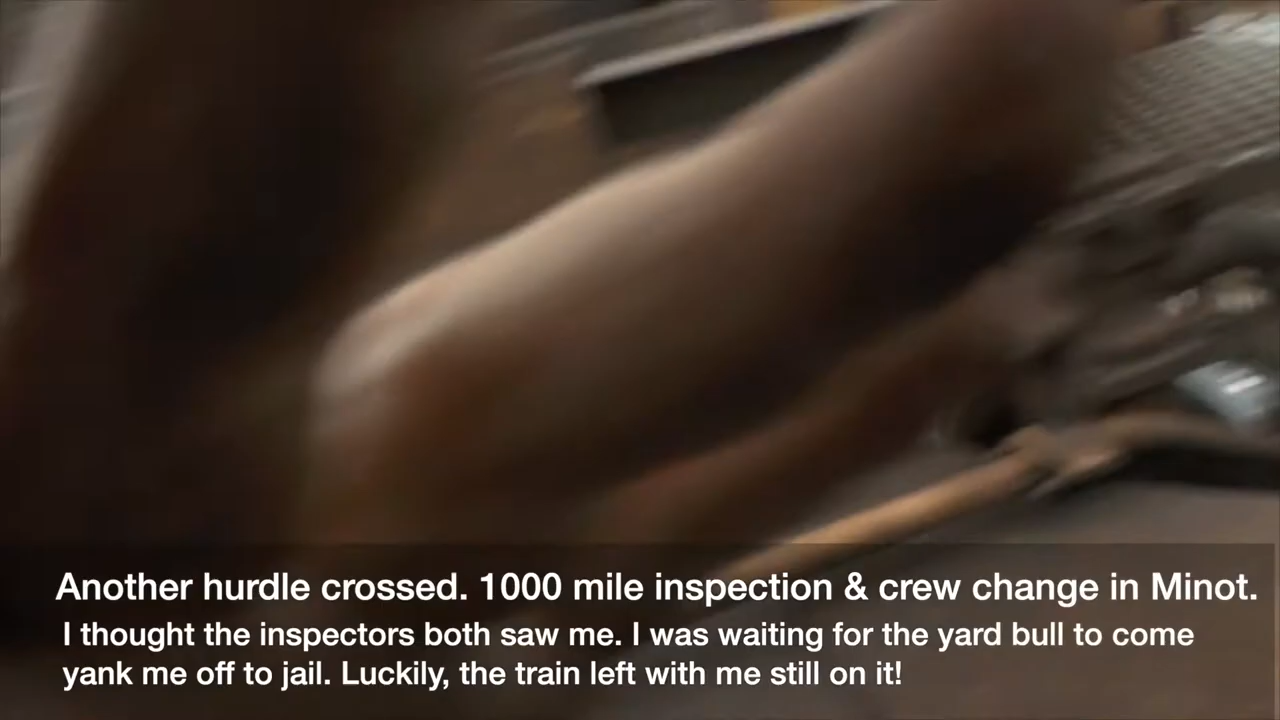 Another hurdle crossed. 1000 mile inspection & crew change in Minot.
I thought the inspectors both saw me. I was waiting for the yard bull to come
yank me off to jail. Luckily, the train left with me still on it!